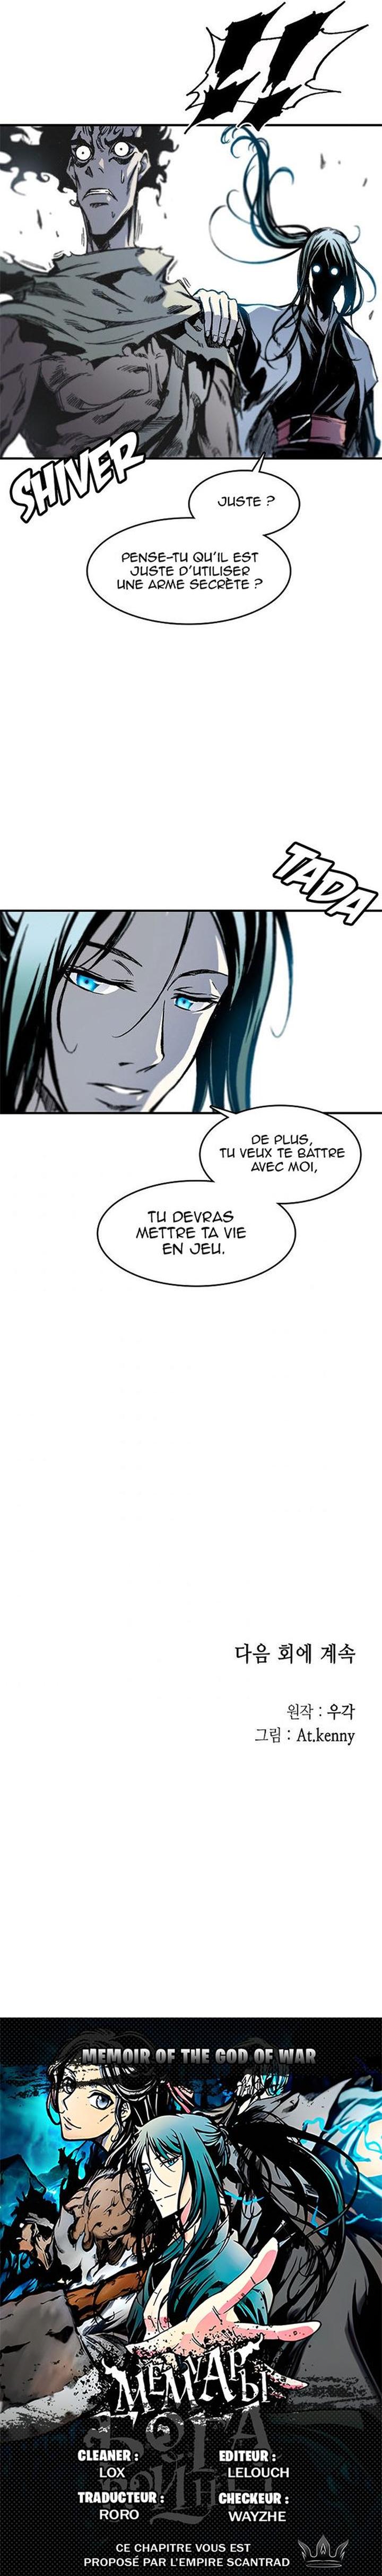 !!
SHIVER
JUSTE ?
PENSE-TU QU'IL EST
JUSTE D'UTILISER
UNE ARME SECRÈTE ?
TADA
DE PLUS,
TU VEUX TE BATTRE
AVEC MOI,
TU DEVRAS
METTRE TA VIE
EN JEU.
다음 회에 계속
원작 : 우각
그림 : At.kenny
MEMOIR OF THE GOD OF WAR
МЕМУАРЫ
БОГА
ВОЙНЫ
CLEANER :
LOX
EDITEUR :
LELOUCH
TRADUCTEUR :
RORO
CHECKEUR :
WAYZHE
CE CHAPITRE VOUS EST
PROPOSÉ PAR L'EMPIRE SCANTRAD